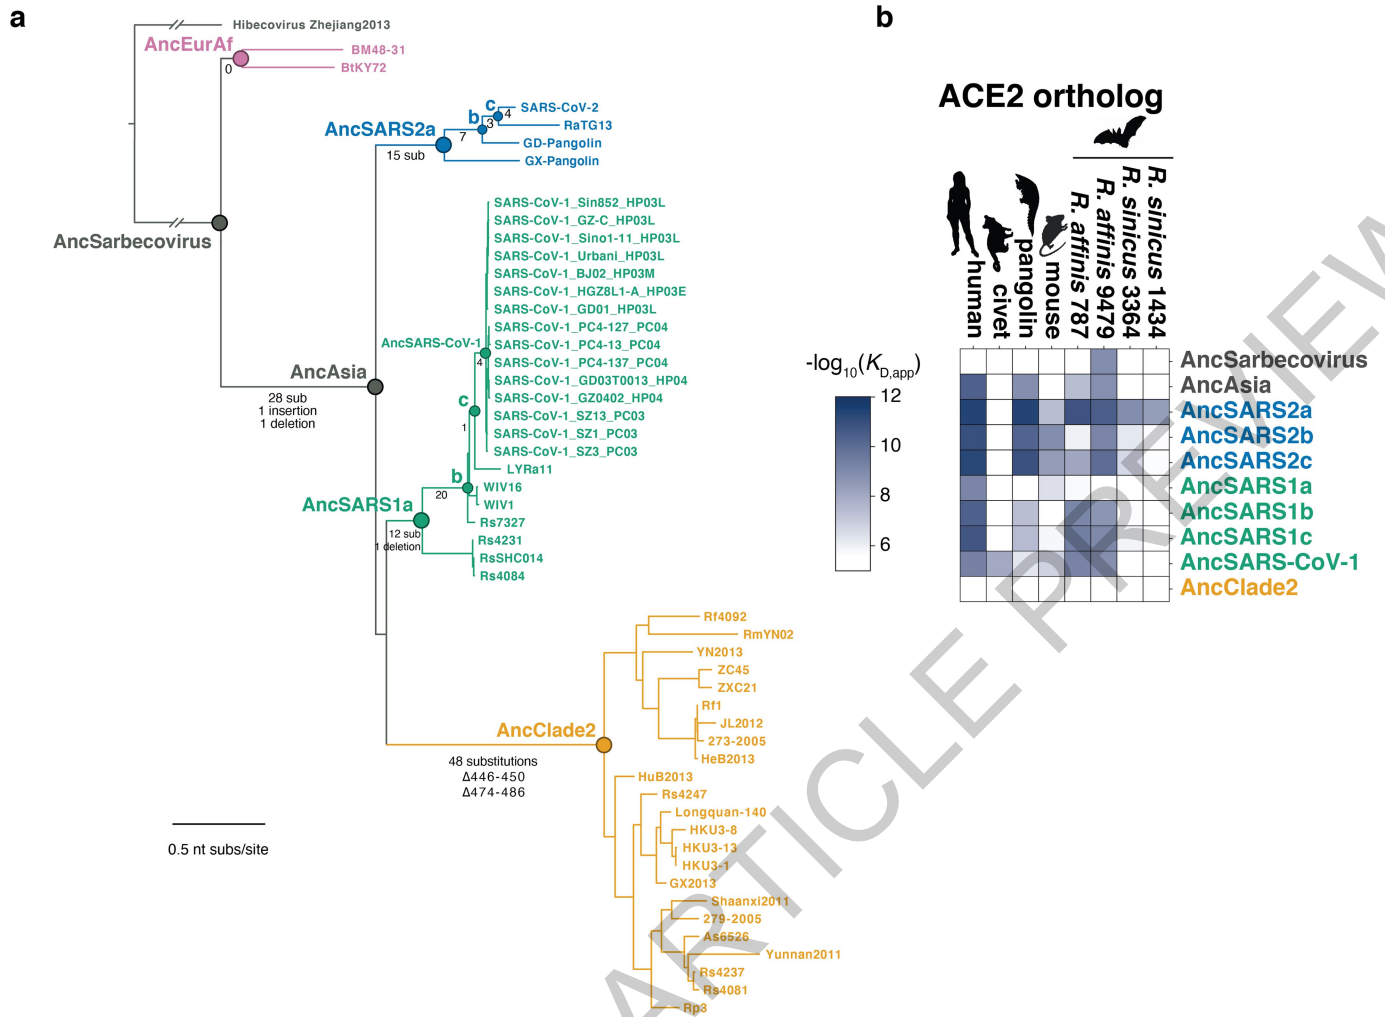 a
Hibecovirus Zhejiang2013
AncEurAf
BM48-31
0
BtKY72
c
SARS-CoV-2
4
b
3
RaTG13
AncSARS2a
7
GD-Pangolin
15 sub
GX-Pangolin
AncSarbecovirus
SARS-CoV-1_Sin852_HP03L
SARS-CoV-1_GZ-C_HP03L
SARS-CoV-1_Sino1-11_HP03L
SARS-CoV-1_Urbani_HP03L
SARS-CoV-1_BJ02_HP03M
SARS-CoV-1_HGZ8L1-A_HP03E
SARS-CoV-1_GD01_HP03L
SARS-CoV-1_PC4-127_PC04
AncSARS-CoV-1
SARS-CoV-1_PC4-13_PC04
4
SARS-CoV-1_PC4-137_PC04
SARS-CoV-1_GD03T0013_HP04
SARS-CoV-1_GZ0402_HP04
SARS-CoV-1_SZ13_PC03
SARS-CoV-1_SZ1_PC03
SARS-CoV-1_SZ3_PC03
AncAsia
28 sub
1 insertion
1 deletion
c
1
LYRa11
b
WIV16
20
WIV1
AncSARS1a
Rs7327
12 sub
1 deletion
Rs4231
RsSHC014
Rs4084
Rf4092
RmYN02
YN2013
ZC45
ZXC21
Rf1
JL2012
273-2005
HeB2013
AncClade2
48 substitutions
Δ446-450
Δ474-486
HuB2013
Rs4247
Longquan-140
HKU3-8
HKU3-13
HKU3-1
GX2013
Shaanxi2011
279-2005
As6526
Yunnan2011
Rs4237
Rs4081
Rp3
0.5 nt subs/site
b
ACE2 ortholog
human
civet
pangolin
mouse
R. affinis 787
R. affinis 9479
R. sinicus 3364
R. sinicus 1434
-log10(KD,app)
12
10
8
6
AncSarbecovirus
AncAsia
AncSARS2a
AncSARS2b
AncSARS2c
AncSARS1a
AncSARS1b
AncSARS1c
AncSARS-CoV-1
AncClade2
ARTICLE PREVIEW